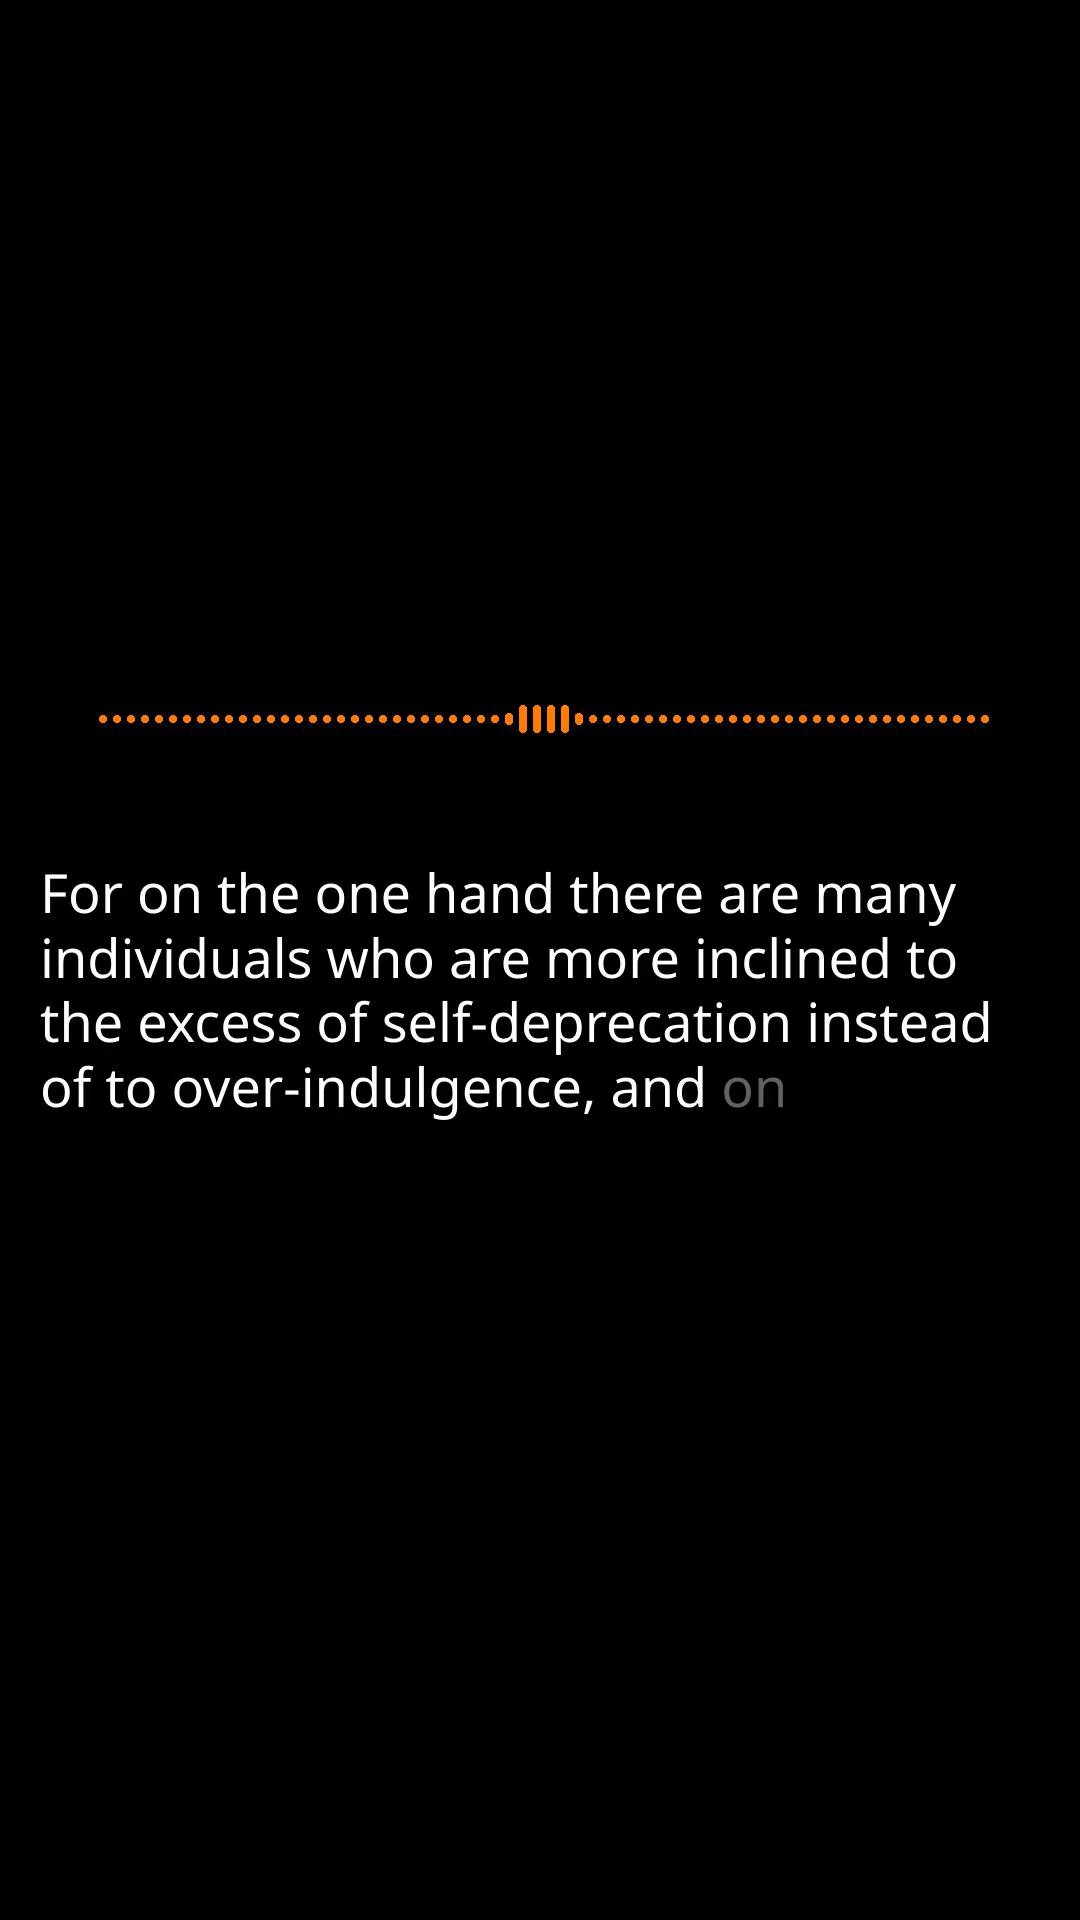 For on the one hand there are many
individuals who are more inclined to
the excess of self-deprecation instead
of to over-indulgence, and on